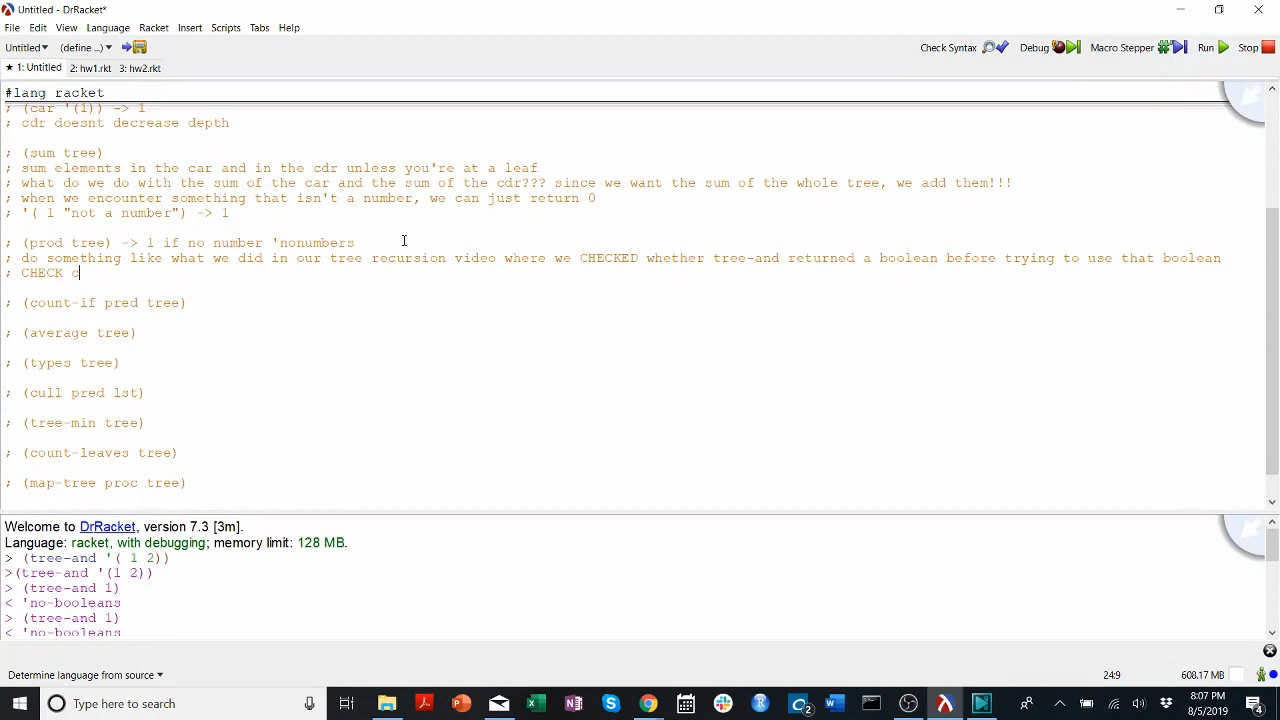 Untitled - DrRacket*
File Edit View Language Racket Insert Scripts Tabs Help
Untitled (define ...) Check Syntax Debug Macro Stepper Run Stop
★ 1: Untitled 2: hw1.rkt 3: hw2.rkt
#lang racket
; (car '(1)) -> 1
; cdr doesnt decrease depth
; (sum tree)
; sum elements in the car and in the cdr unless you're at a leaf
; what do we do with the sum of the car and the sum of the cdr??? since we want the sum of the whole tree, we add them!!!
; when we encounter something that isn't a number, we can just return 0
; '( 1 "not a number") -> 1
; (prod tree) -> 1 if no number 'nonumbers
; do something like what we did in our tree recursion video where we CHECKED whether tree-and returned a boolean before trying to use that boolean
; CHECK c
; (count-if pred tree)
; (average tree)
; (types tree)
; (cull pred lst)
; (tree-min tree)
; (count-leaves tree)
; (map-tree proc tree)
Welcome to DrRacket, version 7.3 [3m].
Language: racket, with debugging; memory limit: 128 MB.
> (tree-and '( 1 2))
>(tree-and '(1 2))
> (tree-and 1)
< 'no-booleans
> (tree-and 1)
< 'no-booleans
Determine language from source 24:9 608.17 MB
Type here to search
8:07 PM
8/5/2019